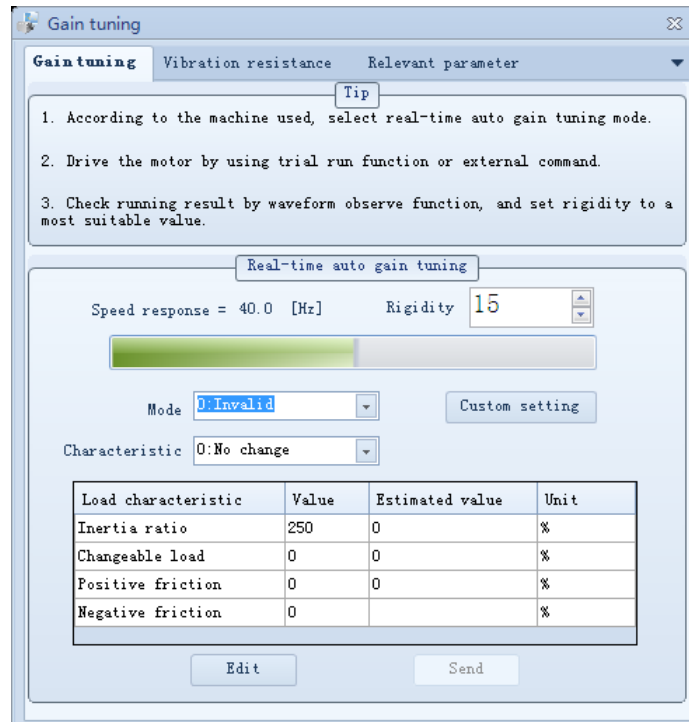 Gain tuning
Gain tuning Vibration resistance Relevant parameter
Tip
1. According to the machine used, select real-time auto gain tuning mode.
2. Drive the motor by using trial run function or external command.
3. Check running result by waveform observe function, and set rigidity to a
most suitable value.
Real-time auto gain tuning
Speed response = 40.0 [Hz] Rigidity 15
Mode 0:Invalid Custom setting
Characteristic 0:No change
Load characteristic Value Estimated value Unit
Inertia ratio 250 0 %
Changeable load 0 0 %
Positive friction 0 0 %
Negative friction 0 %
Edit Send